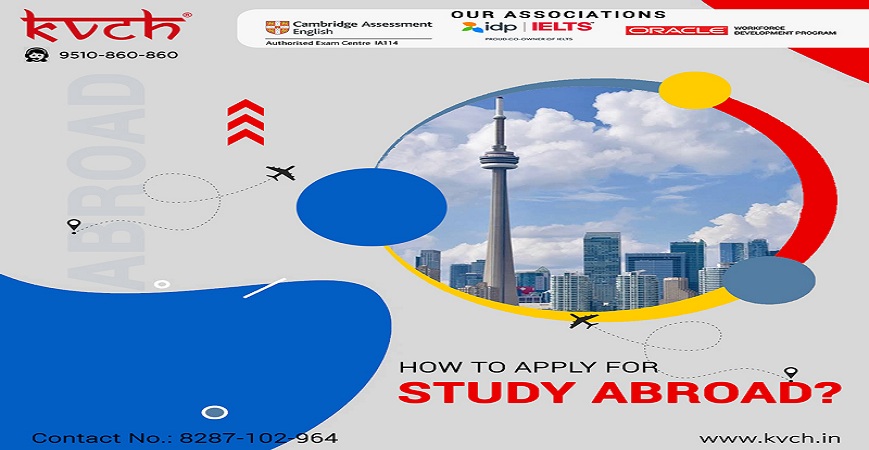 kvch®
9510-860-860
OUR ASSOCIATIONS
Cambridge Assessment
English
Authorised Exam Centre IA114
idp | IELTS™
PROUD CO-OWNER OF IELTS
ORACLE
WORKFORCE
DEVELOPMENT PROGRAM
ABROAD
HOW TO APPLY FOR
STUDY ABROAD?
Contact No.: 8287-102-964
www.kvch.in